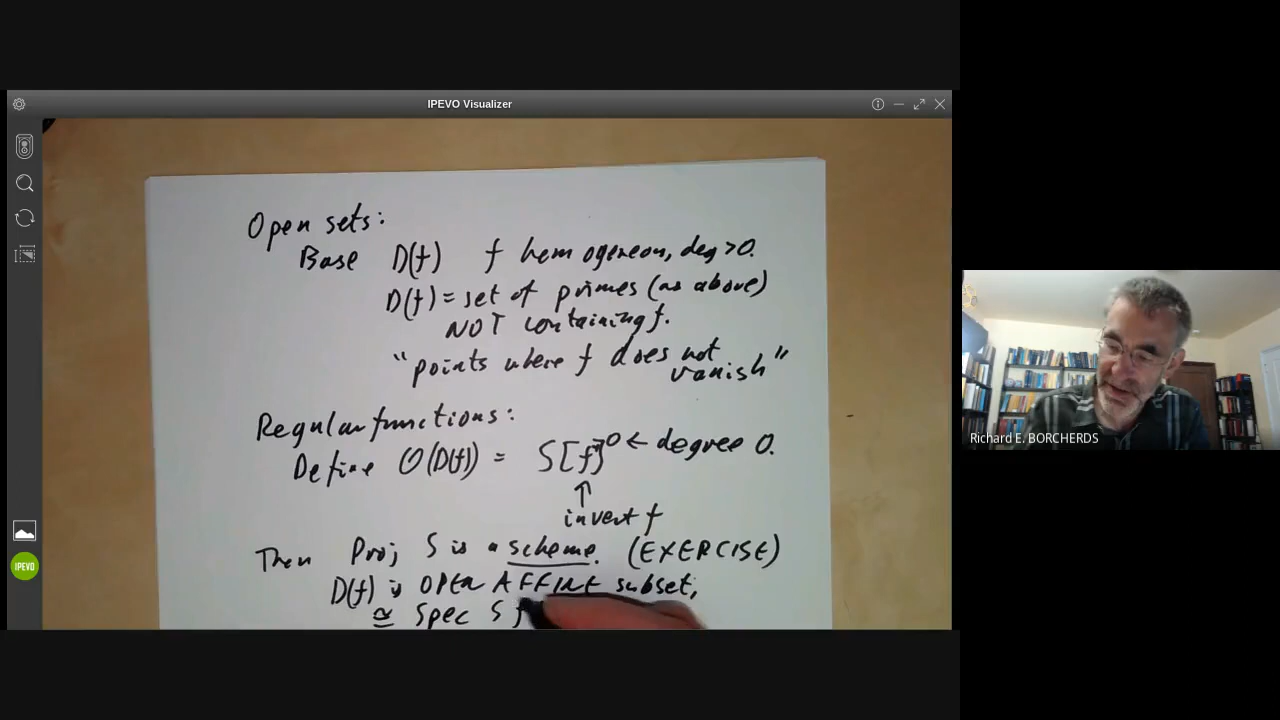 IPEVO Visualizer
Open sets:
Base D(f) f homogeneous, deg>0.
D(f) = set of primes (as above)
NOT containing f.
"points where f does not
vanish"
Regular functions:
Define O(D(f)) = S[f⁻¹]⁰ ← degree 0.
↑
invert f
Then Proj S is a scheme. (EXERCISE)
D(f) is OPEN AFFINE subset,
≅ Spec S f
IPEVO
Richard E. BORCHERDS